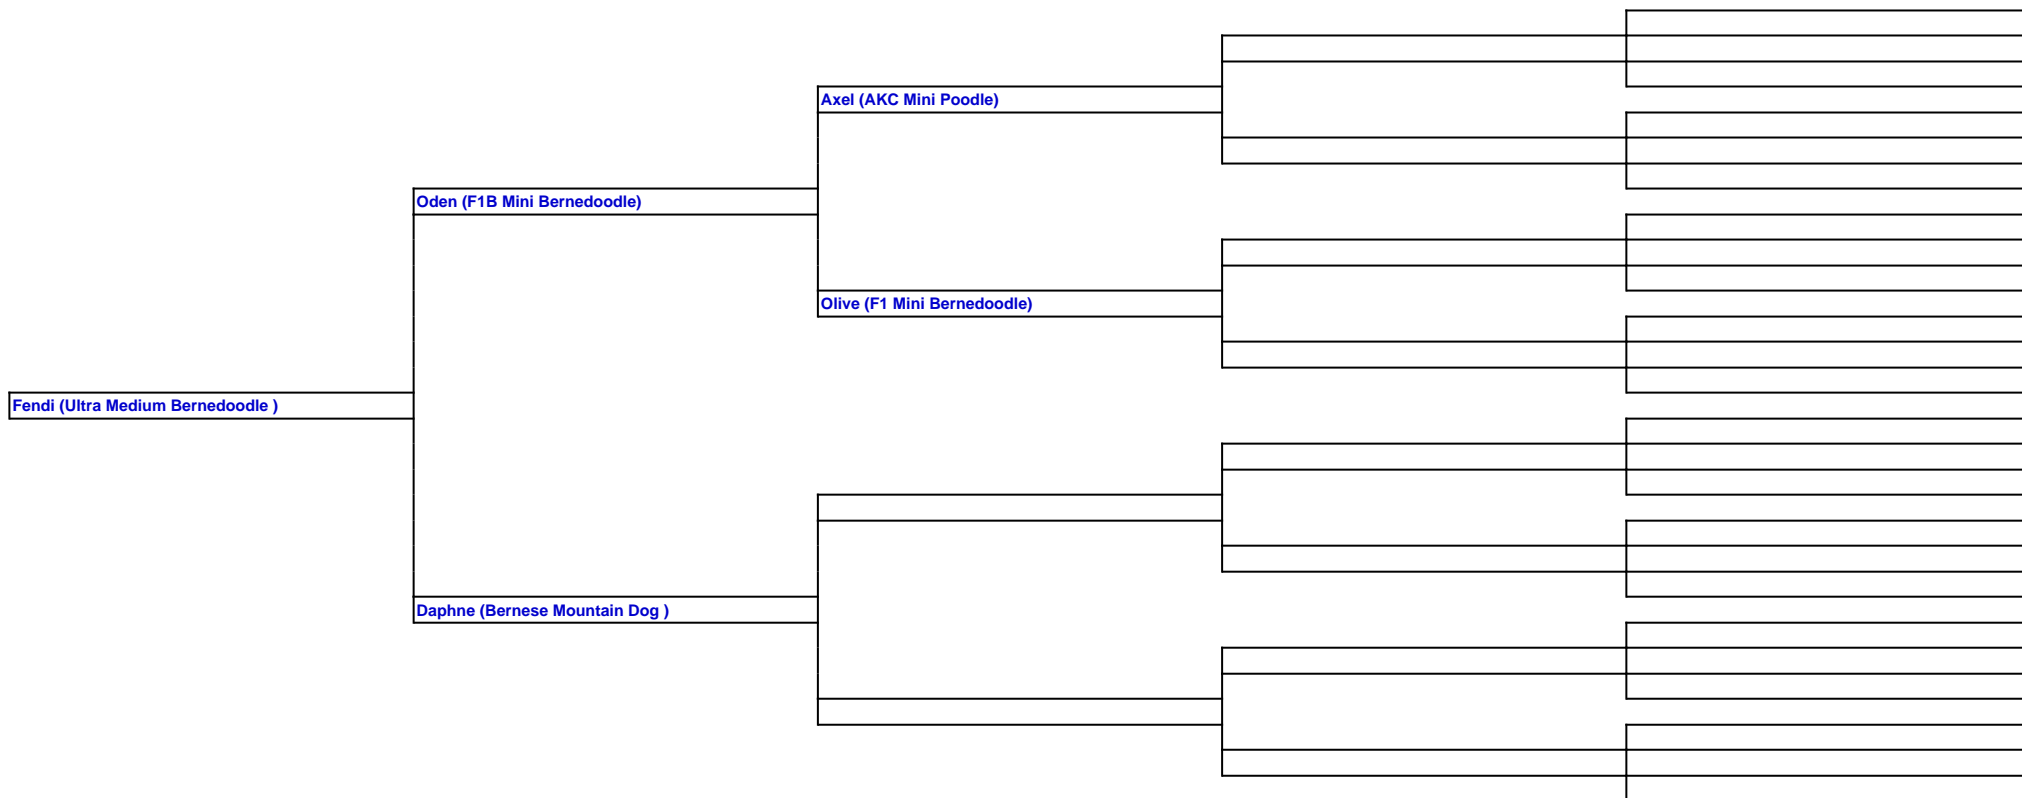 Axel (AKC Mini Poodle)
Oden (F1B Mini Bernedoodle)
Olive (F1 Mini Bernedoodle)
Fendi (Ultra Medium Bernedoodle )
Daphne (Bernese Mountain Dog )